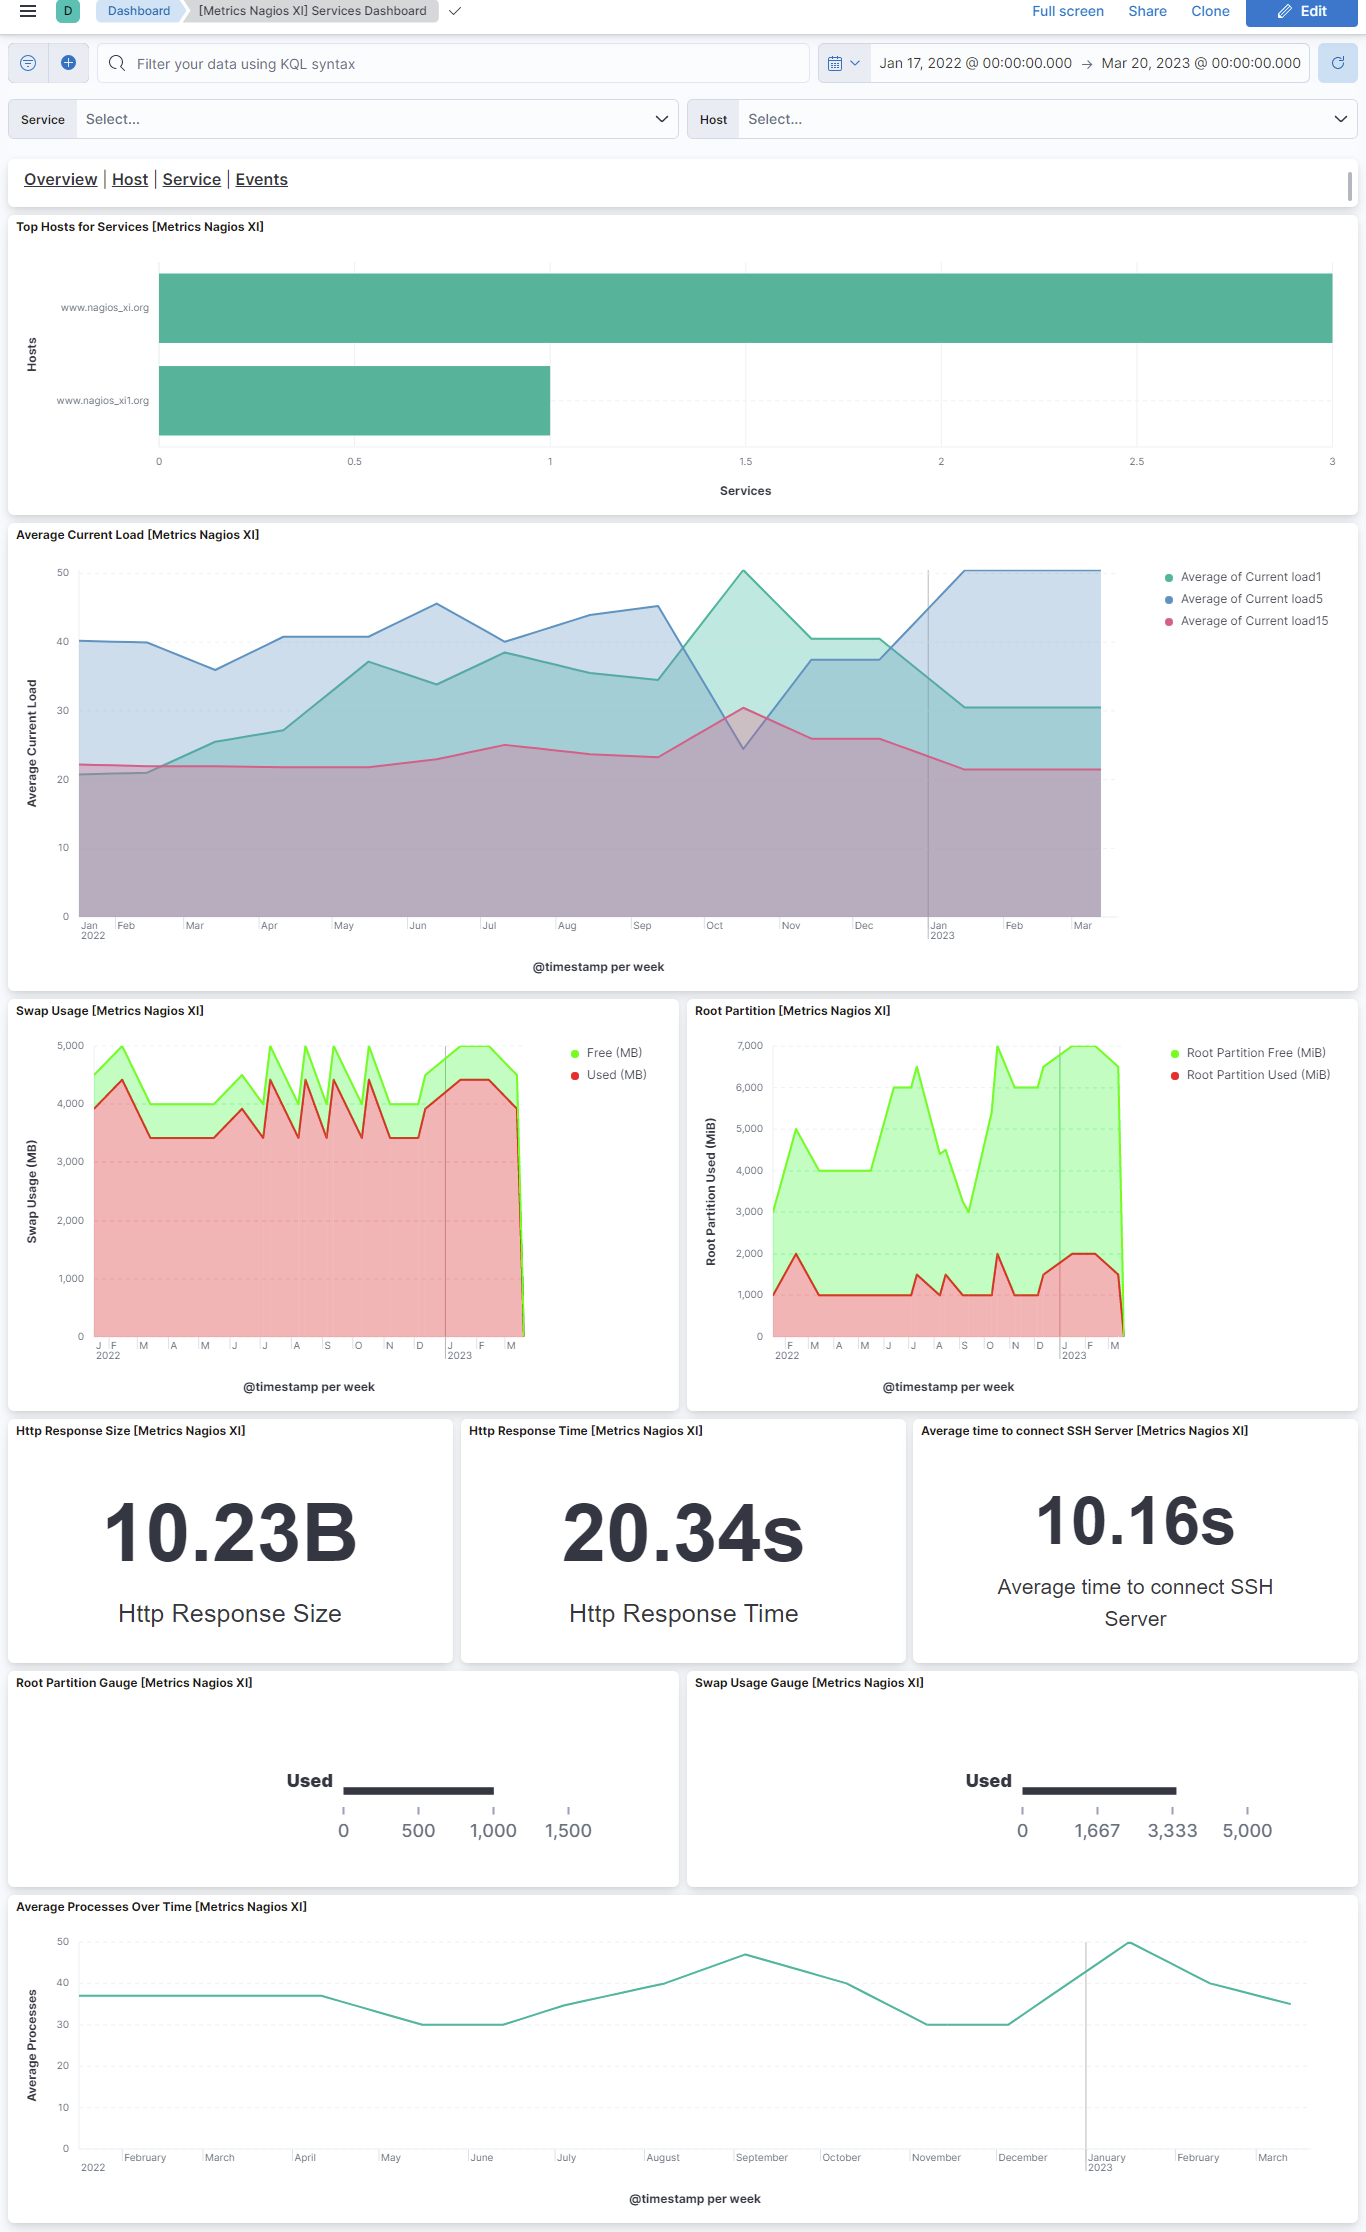 D Dashboard [Metrics Nagios XI] Services Dashboard Full screen Share Clone Edit
Filter your data using KQL syntax Jan 17, 2022 @ 00:00:00.000 → Mar 20, 2023 @ 00:00:00.000
Service Select... Host Select...
Overview | Host | Service | Events
Top Hosts for Services [Metrics Nagios XI]
Hosts
www.nagios_xi.org
www.nagios_xi1.org
0 0.5 1 1.5 2 2.5 3
Services
Average Current Load [Metrics Nagios XI]
Average Current Load
50
40
30
20
10
0
Average of Current load1
Average of Current load5
Average of Current load15
Jan Feb Mar Apr May Jun Jul Aug Sep Oct Nov Dec Jan Feb Mar
2022 2023
@timestamp per week
Swap Usage [Metrics Nagios XI]
Swap Usage (MB)
5,000
4,000
3,000
2,000
1,000
0
Free (MB)
Used (MB)
J F M A M J J A S O N D J F M
2022 2023
@timestamp per week
Root Partition [Metrics Nagios XI]
Root Partition Used (MiB)
7,000
6,000
5,000
4,000
3,000
2,000
1,000
0
Root Partition Free (MiB)
Root Partition Used (MiB)
F M A M J J A S O N D J F M
2022 2023
@timestamp per week
Http Response Size [Metrics Nagios XI]
10.23B
Http Response Size
Http Response Time [Metrics Nagios XI]
20.34s
Http Response Time
Average time to connect SSH Server [Metrics Nagios XI]
10.16s
Average time to connect SSH
Server
Root Partition Gauge [Metrics Nagios XI]
Used
0 500 1,000 1,500
Swap Usage Gauge [Metrics Nagios XI]
Used
0 1,667 3,333 5,000
Average Processes Over Time [Metrics Nagios XI]
Average Processes
50
40
30
20
10
0
February March April May June July August September October November December January February March
2022 2023
@timestamp per week